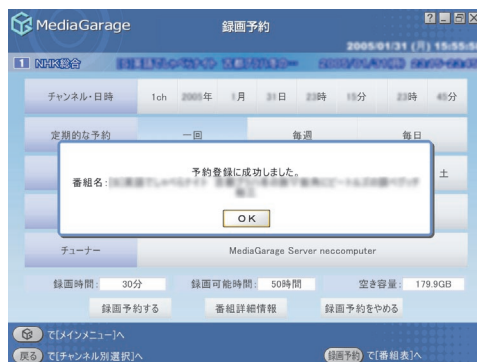 MediaGarage 録画予約
2005/01/31 (月) 15:55:5
1 NHK総合
チャンネル・日時 1ch 2005年 1月 31日 23時 15分 23時 45分
定期的な予約 一回 毎週 毎日
予約登録に成功しました。
番組名:
土
OK
チューナー MediaGarage Server neccomputer
録画時間: 30分 録画可能時間: 50時間 空き容量: 179.9GB
録画予約する 番組詳細情報 録画予約をやめる
で[メインメニュー]へ
戻る で[チャンネル別選択]へ 録画予約 で[番組表]へ